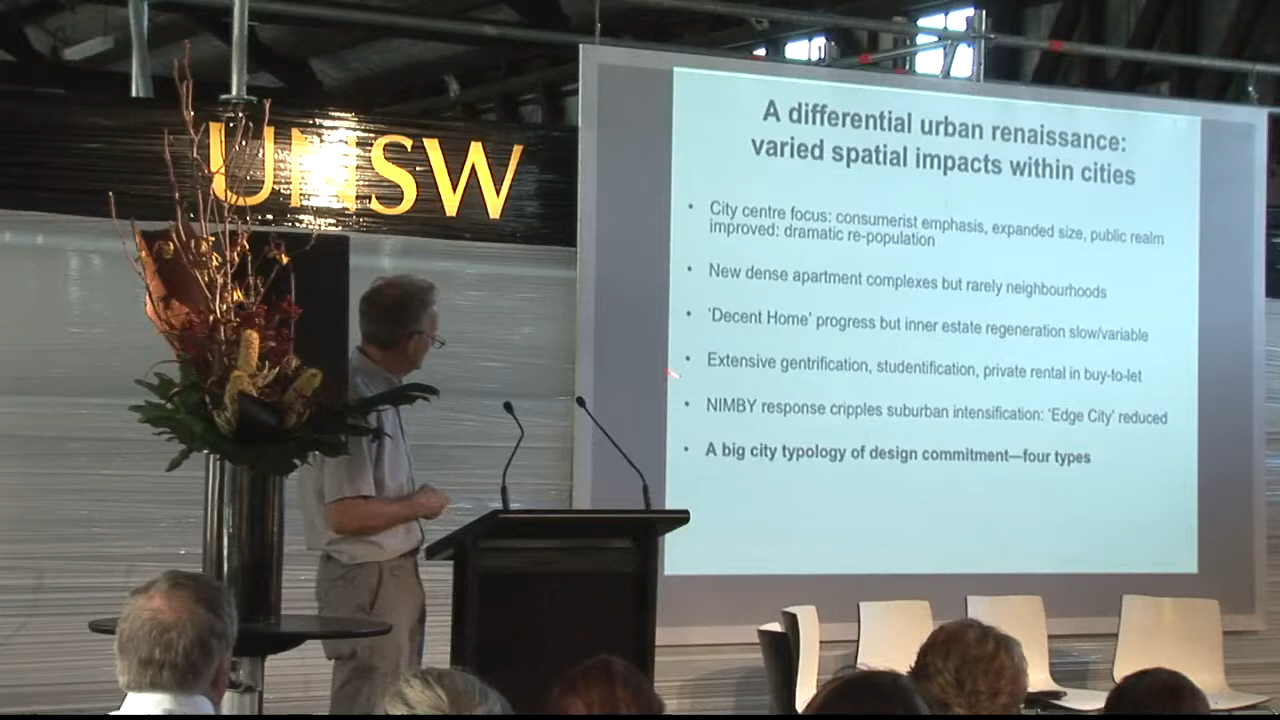 UNSW
A differential urban renaissance:
varied spatial impacts within cities
• City centre focus: consumerist emphasis, expanded size, public realm
improved: dramatic re-population
• New dense apartment complexes but rarely neighbourhoods
• 'Decent Home' progress but inner estate regeneration slow/variable
• Extensive gentrification, studentification, private rental in buy-to-let
• NIMBY response cripples suburban intensification: 'Edge City' reduced
• A big city typology of design commitment—four types